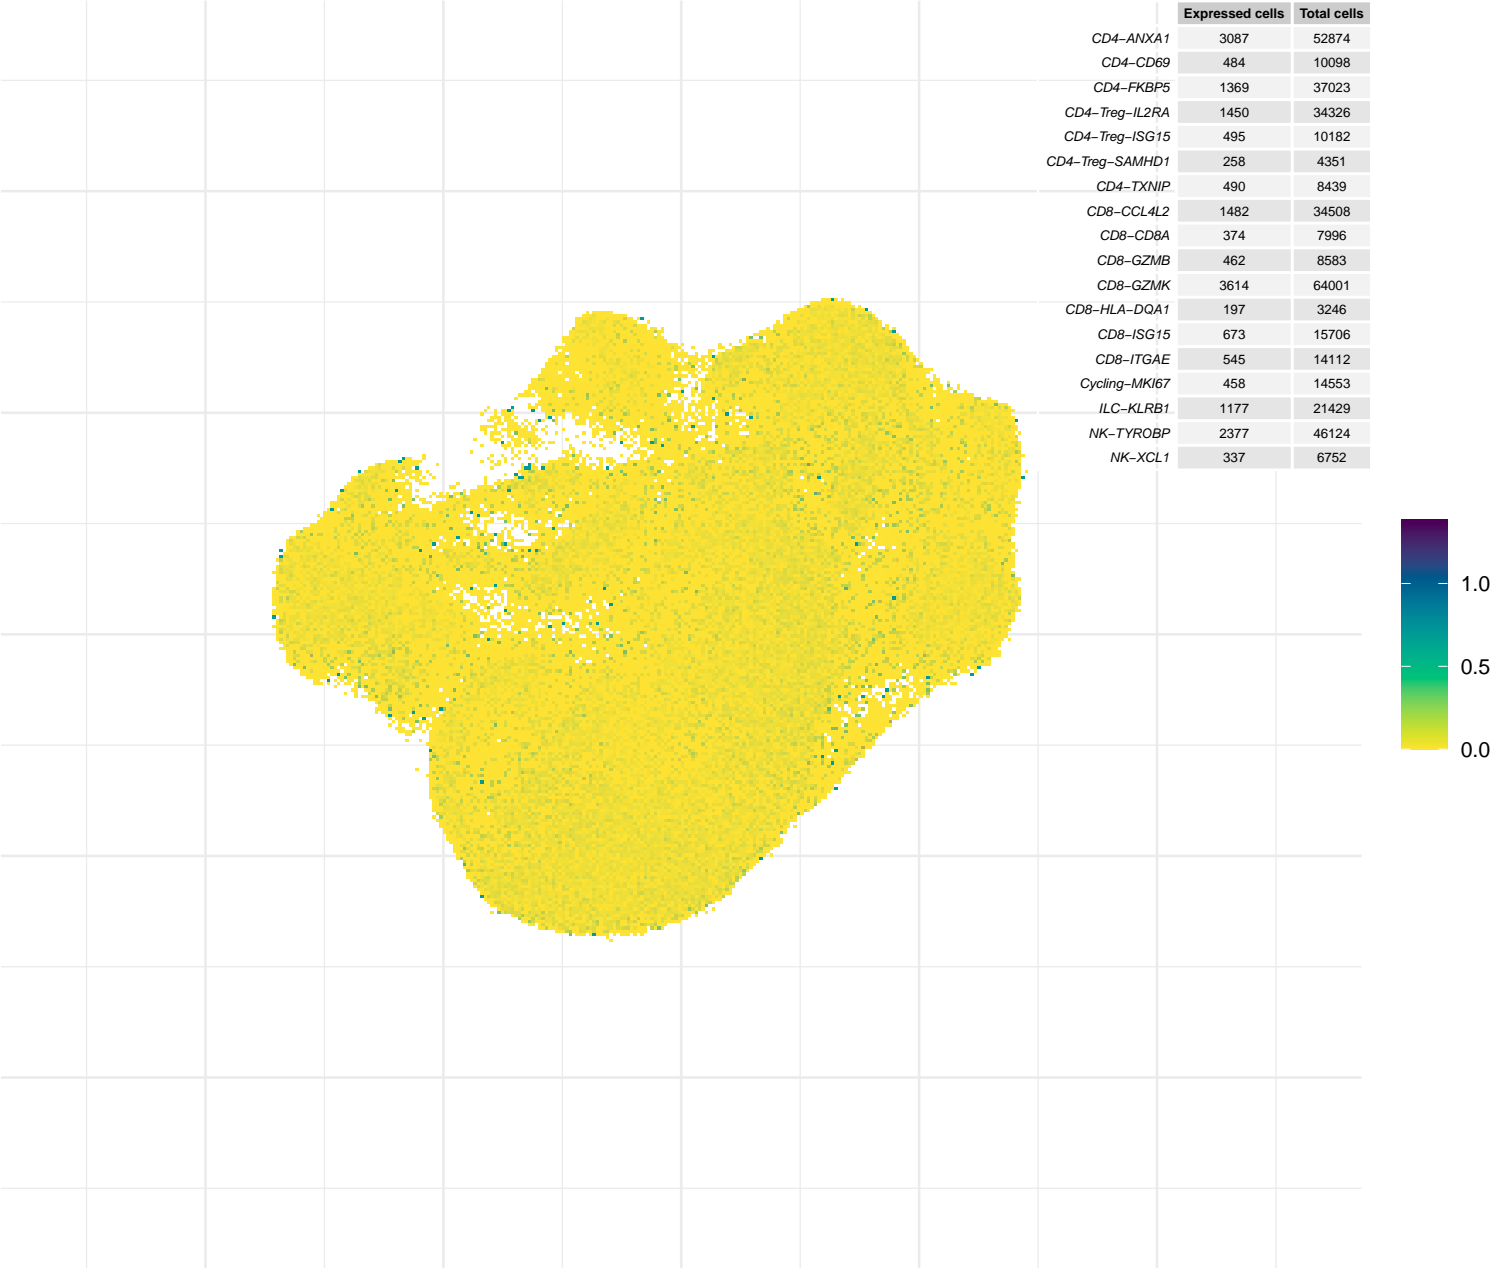 Expressed cells Total cells
CD4−ANXA1 3087 52874
CD4−CD69 484 10098
CD4−FKBP5 1369 37023
CD4−Treg−IL2RA 1450 34326
CD4−Treg−ISG15 495 10182
CD4−Treg−SAMHD1 258 4351
CD4−TXNIP 490 8439
CD8−CCL4L2 1482 34508
CD8−CD8A 374 7996
CD8−GZMB 462 8583
CD8−GZMK 3614 64001
CD8−HLA−DQA1 197 3246
CD8−ISG15 673 15706
CD8−ITGAE 545 14112
Cycling−MKI67 458 14553
ILC−KLRB1 1177 21429
NK−TYROBP 2377 46124
NK−XCL1 337 6752
1.0
0.5
0.0